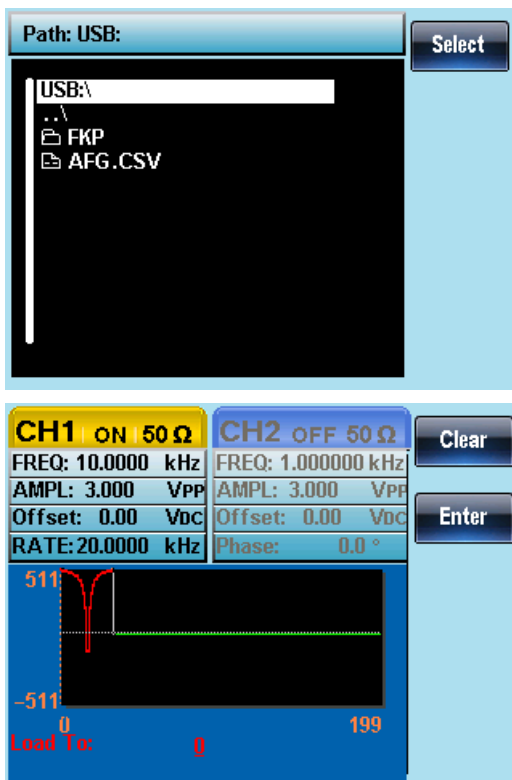 Path: USB:
Select
USB:\
..\
FKP
AFG.CSV
CH1 ON 50 Ω
CH2 OFF 50 Ω
Clear
FREQ: 10.0000 kHz
FREQ: 1.000000 kHz
AMPL: 3.000 VPP
AMPL: 3.000 VPP
Offset: 0.00 VDC
Offset: 0.00 VDC
Enter
RATE: 20.0000 kHz
Phase: 0.0 °
511
-511
0
199
Load To: 0